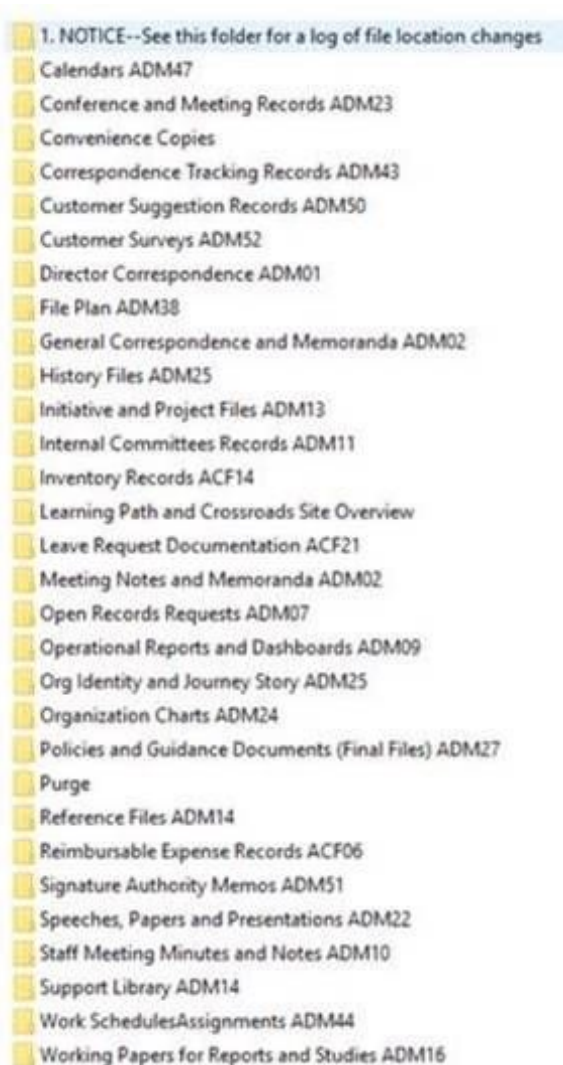 1. NOTICE--See this folder for a log of file location changes
Calendars ADM47
Conference and Meeting Records ADM23
Convenience Copies
Correspondence Tracking Records ADM43
Customer Suggestion Records ADM50
Customer Surveys ADM52
Director Correspondence ADM01
File Plan ADM38
General Correspondence and Memoranda ADM02
History Files ADM25
Initiative and Project Files ADM13
Internal Committees Records ADM11
Inventory Records ACF14
Learning Path and Crossroads Site Overview
Leave Request Documentation ACF21
Meeting Notes and Memoranda ADM02
Open Records Requests ADM07
Operational Reports and Dashboards ADM09
Org Identity and Journey Story ADM25
Organization Charts ADM24
Policies and Guidance Documents (Final Files) ADM27
Purge
Reference Files ADM14
Reimbursable Expense Records ACF06
Signature Authority Memos ADM51
Speeches, Papers and Presentations ADM22
Staff Meeting Minutes and Notes ADM10
Support Library ADM14
Work SchedulesAssignments ADM44
Working Papers for Reports and Studies ADM16